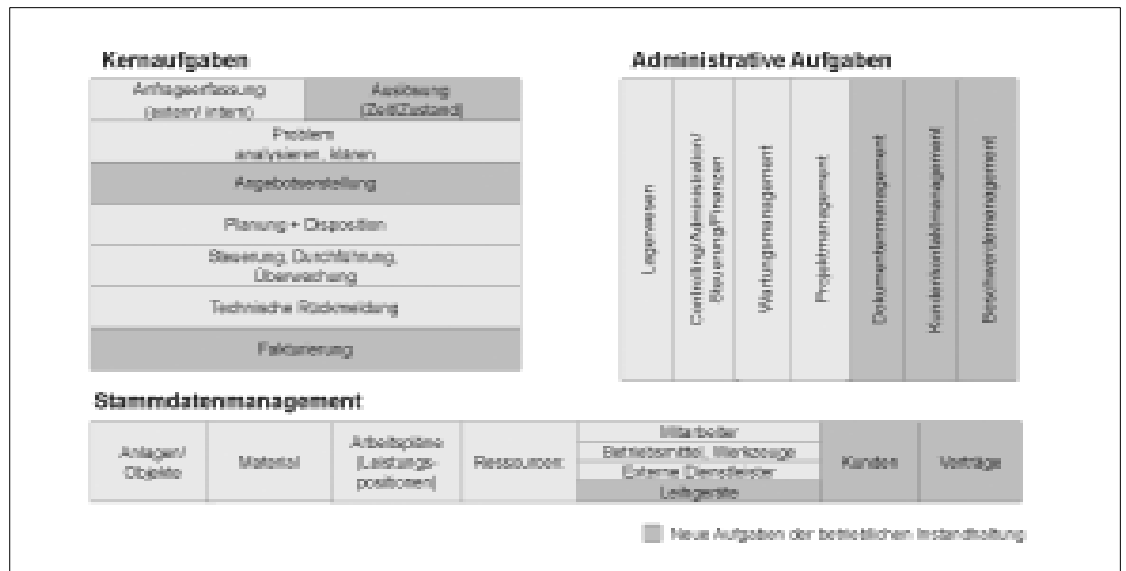 Kernaufgaben
Anfrageerfassung
(extern/ intern)
Auslösung
(Zeit/Zustand)
Problem
analysieren, klären
Angebotserstellung
Planung + Disposition
Steuerung, Durchführung,
Überwachung
Technische Rückmeldung
Fakturierung
Administrative Aufgaben
Lagerwesen
Controlling/Administration/
Steuerung/Finanzen
Wartungsmanagement
Projektmanagement
Dokumentenmanagement
Kundenkontaktmanagement
Beschwerdemanagement
Stammdatenmanagement
Anlagen/
Objekte
Material
Arbeitspläne
(Leistungs-
positionen)
Ressourcen:
Mitarbeiter
Betriebsmittel, Werkzeuge
Externe Dienstleister
Leihgeräte
Kunden
Verträge
Neue Aufgaben der betrieblichen Instandhaltung